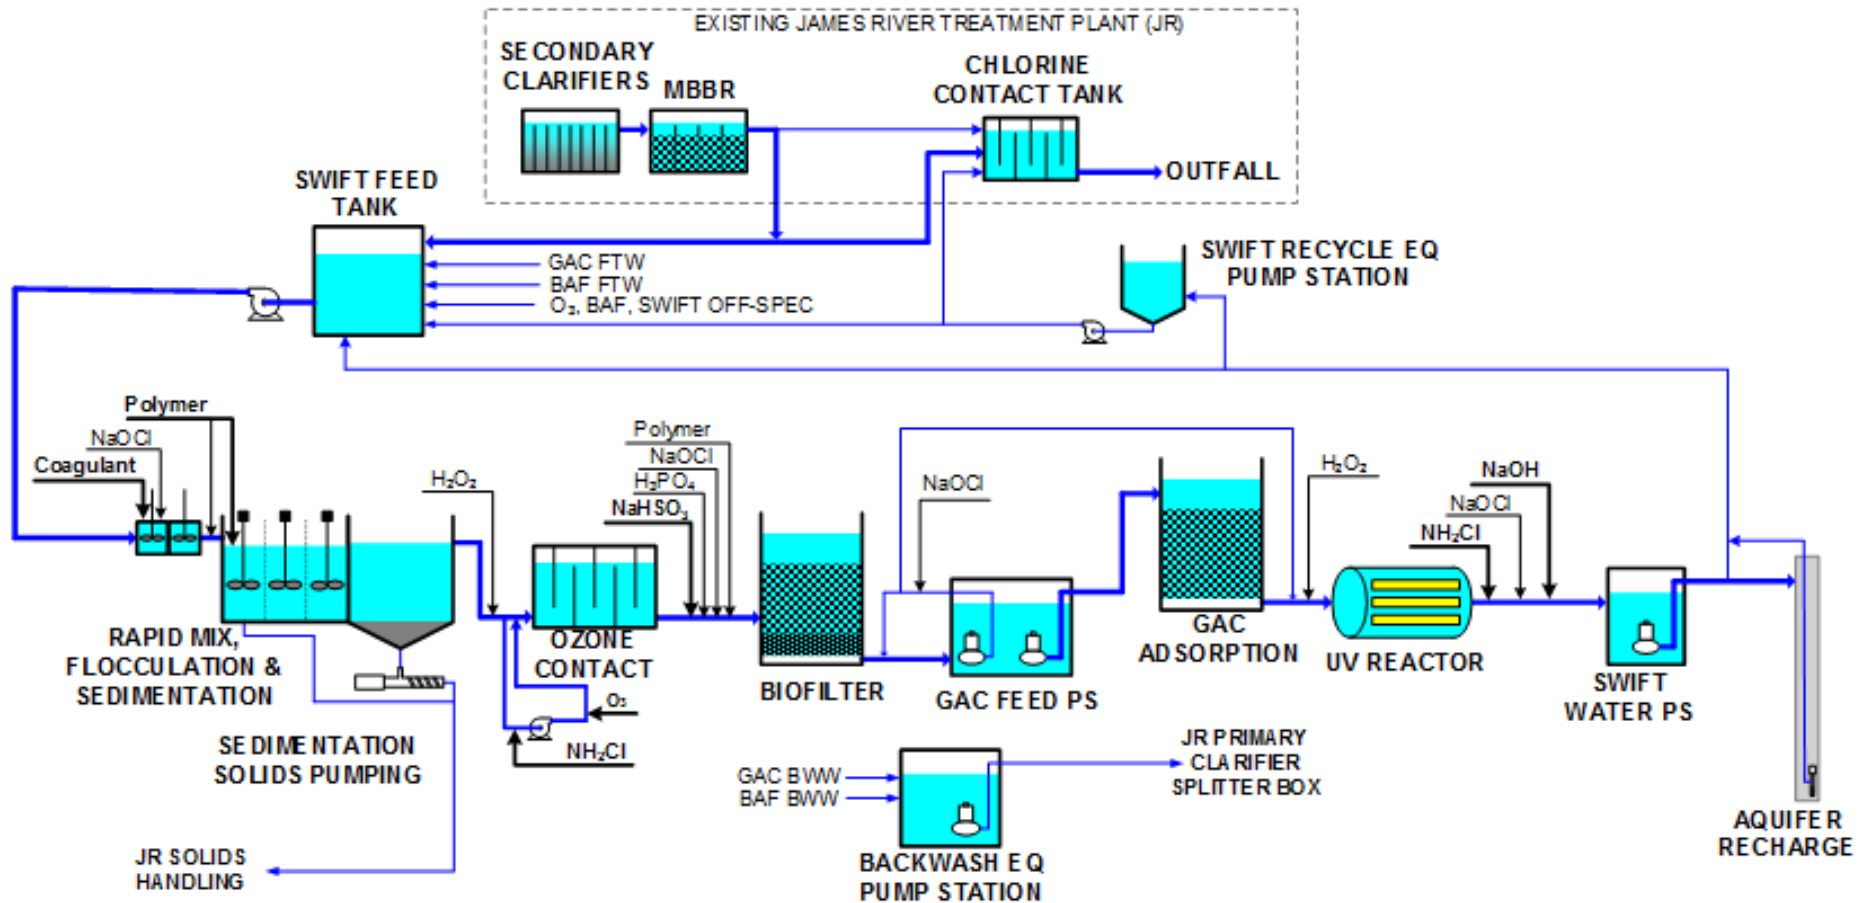 EXISTING JAMES RIVER TREATMENT PLANT (JR)
SECONDARY
CLARIFIERS
MBBR
CHLORINE
CONTACT TANK
OUTFALL
SWIFT FEED
TANK
GAC FTW
BAF FTW
O₃, BAF, SWIFT OFF-SPEC
SWIFT RECYCLE EQ
PUMP STATION
Polymer
NaOCl
Coagulant
H₂O₂
Polymer
NaOCl
H₃PO₄
NaHSO₃
NaOCl
H₂O₂
NaOH
NaOCl
NH₂Cl
RAPID MIX,
FLOCCULATION &
SEDIMENTATION
OZONE
CONTACT
O₃
NH₂Cl
BIOFILTER
GAC FEED PS
GAC
ADSORPTION
UV REACTOR
SWIFT
WATER PS
SEDIMENTATION
SOLIDS PUMPING
JR SOLIDS
HANDLING
GAC BWW
BAF BWW
BACKWASH EQ
PUMP STATION
JR PRIMARY
CLARIFIER
SPLITTER BOX
AQUIFER
RECHARGE